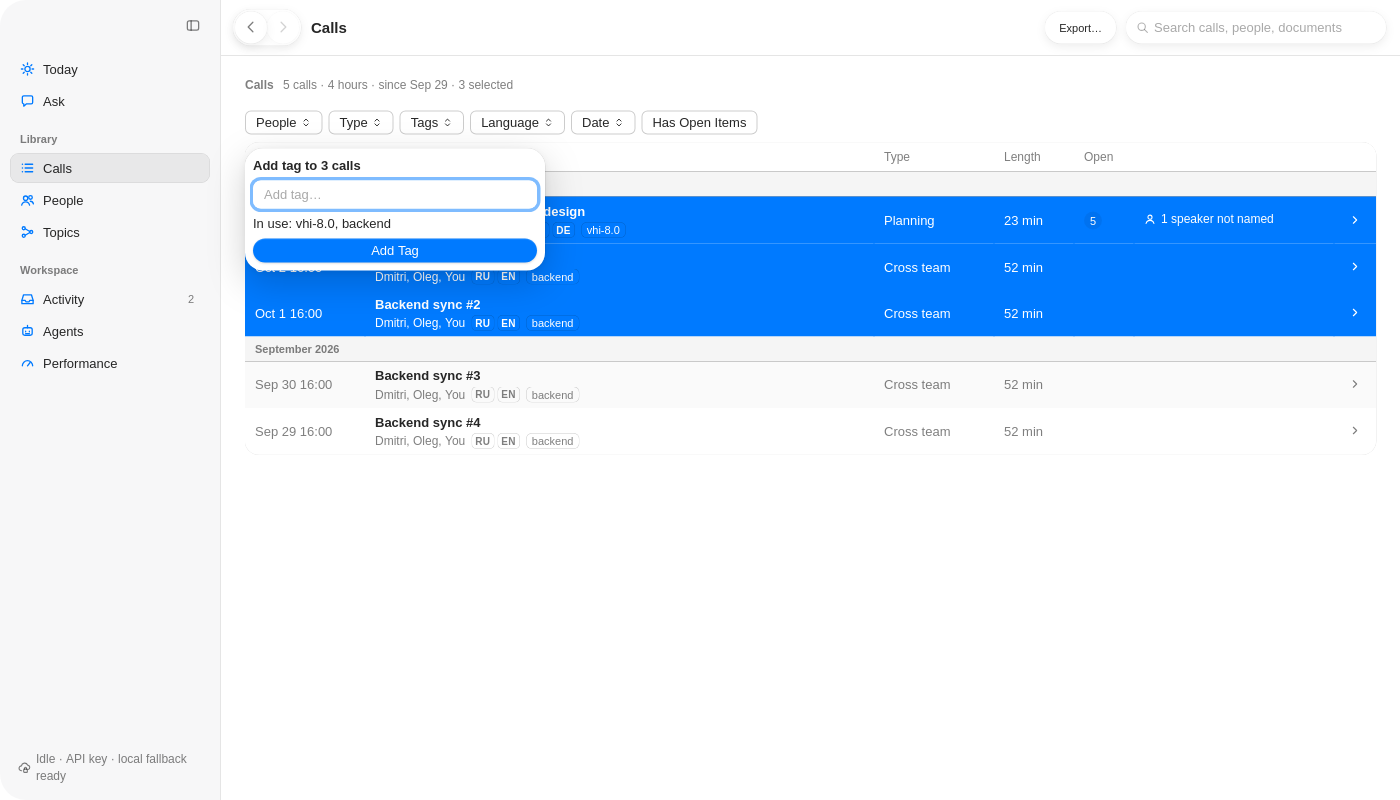 Calls
Export…
Search calls, people, documents
Today
Ask
Library
Calls
People
Topics
Workspace
Activity 2
Agents
Performance
Idle · API key · local fallback
ready
Calls 5 calls · 4 hours · since Sep 29 · 3 selected
People Type Tags Language Date Has Open Items
Type Length Open
Add tag to 3 calls
Add tag…
In use: vhi-8.0, backend
Add Tag
design
DE vhi-8.0 Planning 23 min 5 1 speaker not named
Dmitri, Oleg, You RU EN backend Cross team 52 min
Oct 1 16:00 Backend sync #2 Cross team 52 min
Dmitri, Oleg, You RU EN backend
September 2026
Sep 30 16:00 Backend sync #3 Cross team 52 min
Dmitri, Oleg, You RU EN backend
Sep 29 16:00 Backend sync #4 Cross team 52 min
Dmitri, Oleg, You RU EN backend